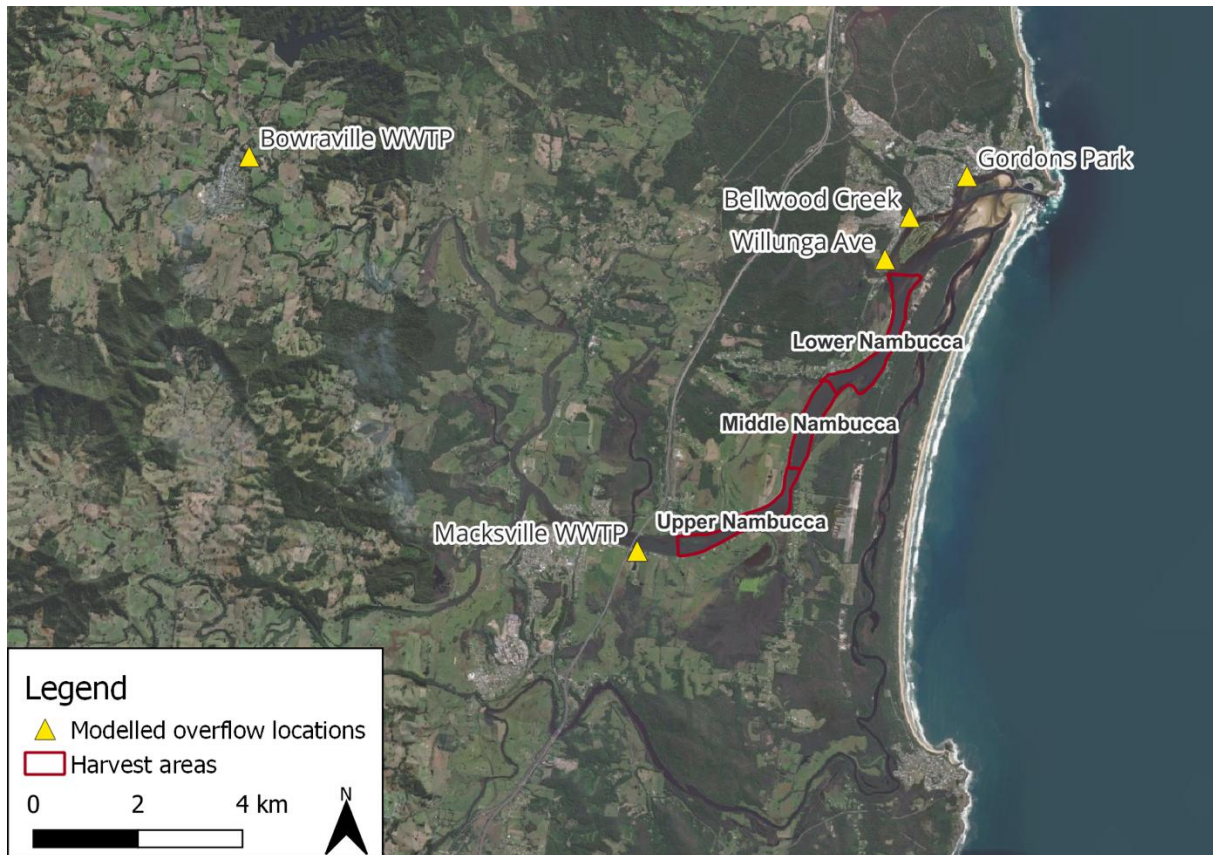 Bowraville WWTP
Gordons Park
Bellwood Creek
Willunga Ave
Lower Nambucca
Middle Nambucca
Upper Nambucca
Macksville WWTP
Legend
Modelled overflow locations
Harvest areas
0 2 4 km
N